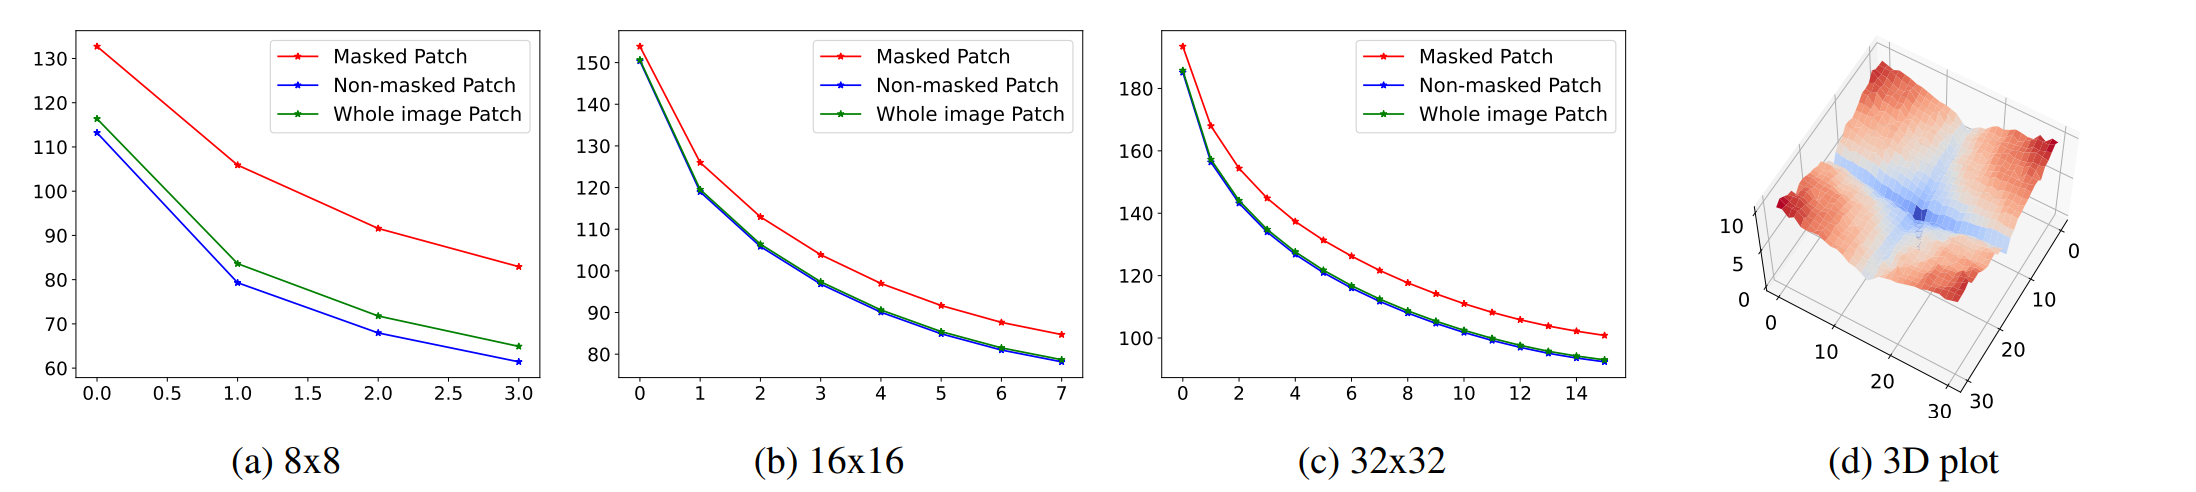 130
120
110
100
90
80
70
60
0.0 0.5 1.0 1.5 2.0 2.5 3.0
Masked Patch
Non-masked Patch
Whole image Patch
(a) 8x8
150
140
130
120
110
100
90
80
0 1 2 3 4 5 6 7
Masked Patch
Non-masked Patch
Whole image Patch
(b) 16x16
180
160
140
120
100
0 2 4 6 8 10 12 14
Masked Patch
Non-masked Patch
Whole image Patch
(c) 32x32
10
5
0
0
10
20
30
0
10
20
30
(d) 3D plot